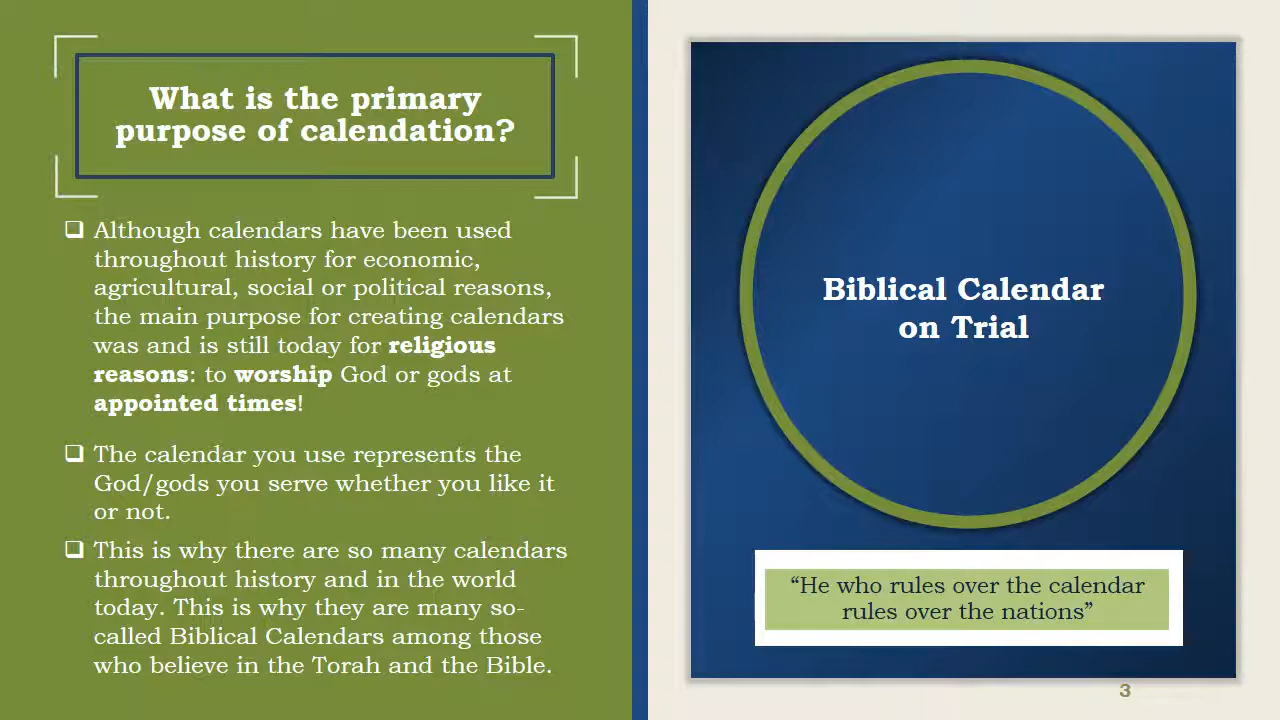 What is the primary
purpose of calendation?
Although calendars have been used
throughout history for economic,
agricultural, social or political reasons,
the main purpose for creating calendars
was and is still today for religious
reasons: to worship God or gods at
appointed times!
The calendar you use represents the
God/gods you serve whether you like it
or not.
This is why there are so many calendars
throughout history and in the world
today. This is why they are many so-
called Biblical Calendars among those
who believe in the Torah and the Bible.
Biblical Calendar
on Trial
“He who rules over the calendar
rules over the nations”
3